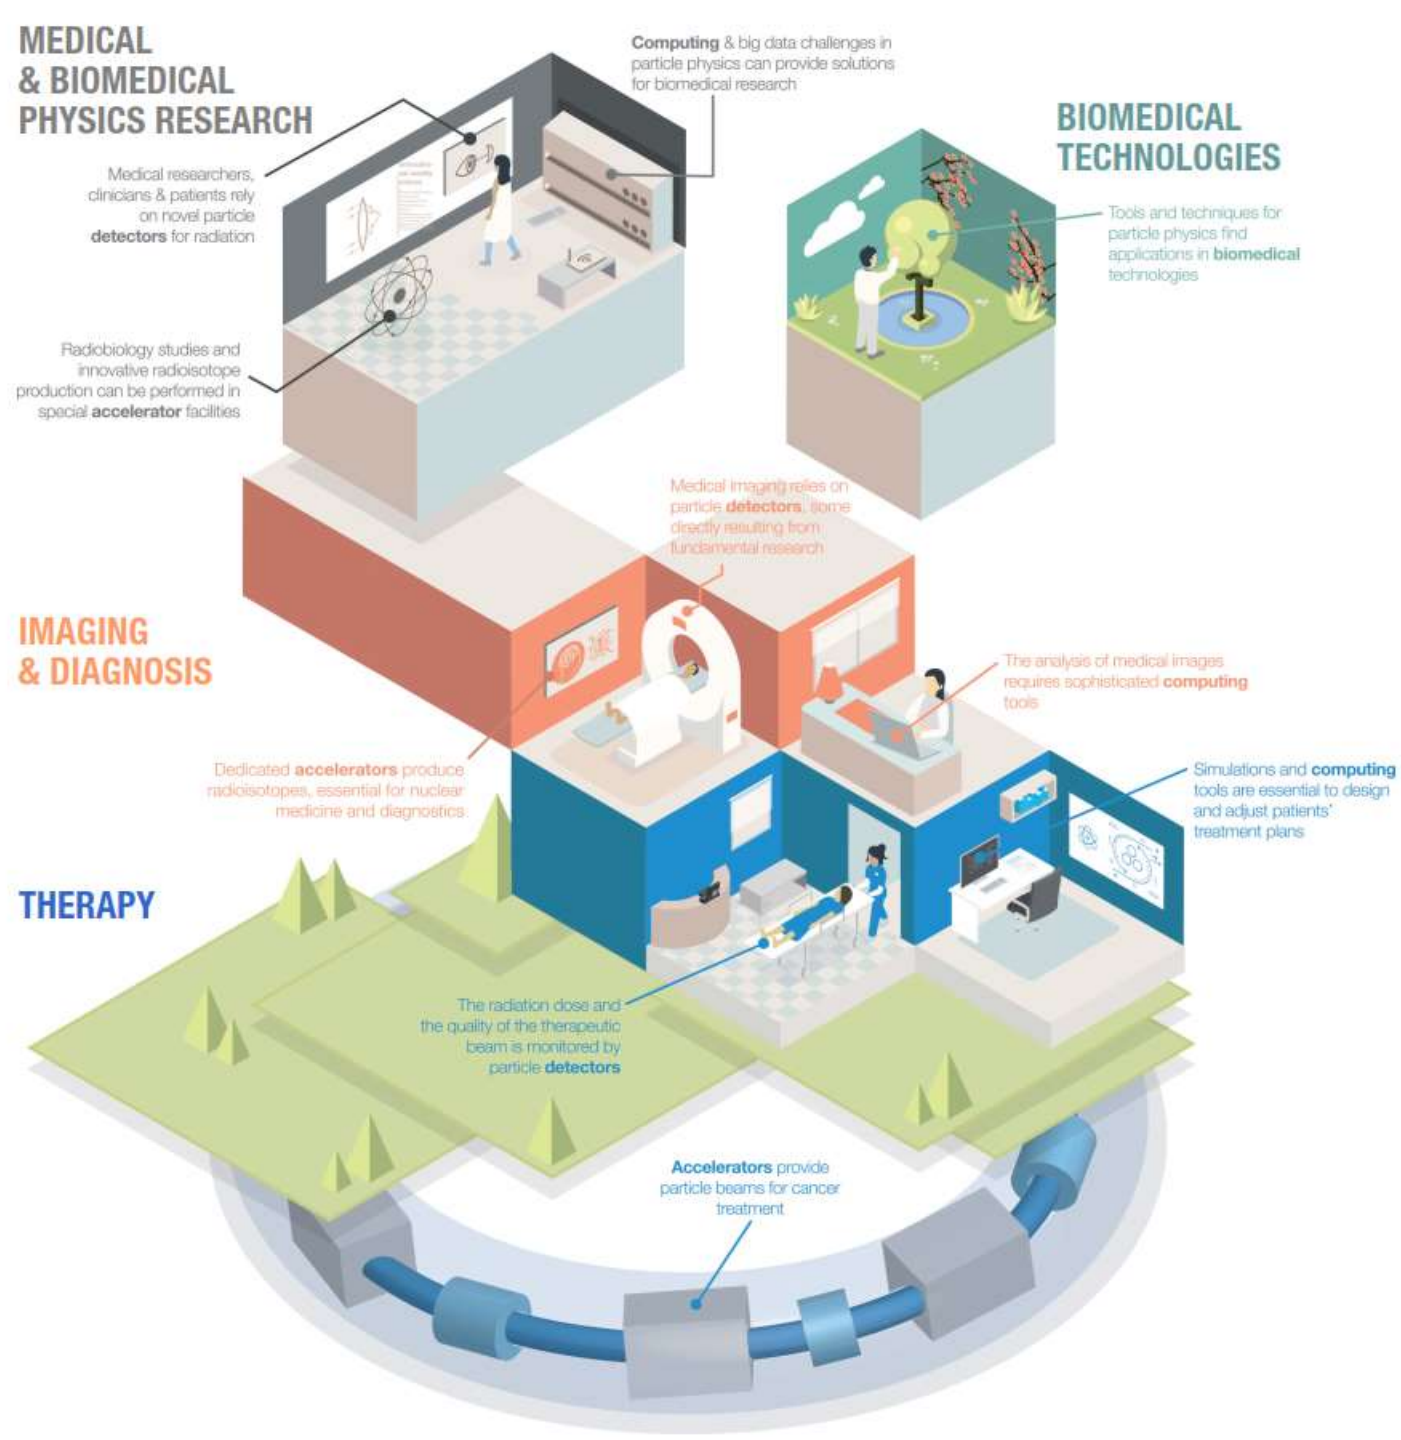 MEDICAL
& BIOMEDICAL
PHYSICS RESEARCH
Computing & big data challenges in
particle physics can provide solutions
for biomedical research
Medical researchers,
clinicians & patients rely
on novel particle
detectors for radiation
Radiobiology studies and
innovative radioisotope
production can be performed in
special accelerator facilities
BIOMEDICAL
TECHNOLOGIES
Tools and techniques for
particle physics find
applications in biomedical
technologies
IMAGING
& DIAGNOSIS
Medical imaging relies on
particle detectors, some
directly resulting from
fundamental research
The analysis of medical images
requires sophisticated computing
tools
Dedicated accelerators produce
radioisotopes, essential for nuclear
medicine and diagnostics
THERAPY
Simulations and computing
tools are essential to design
and adjust patients'
treatment plans
The radiation dose and
the quality of the therapeutic
beam is monitored by
particle detectors
Accelerators provide
particle beams for cancer
treatment